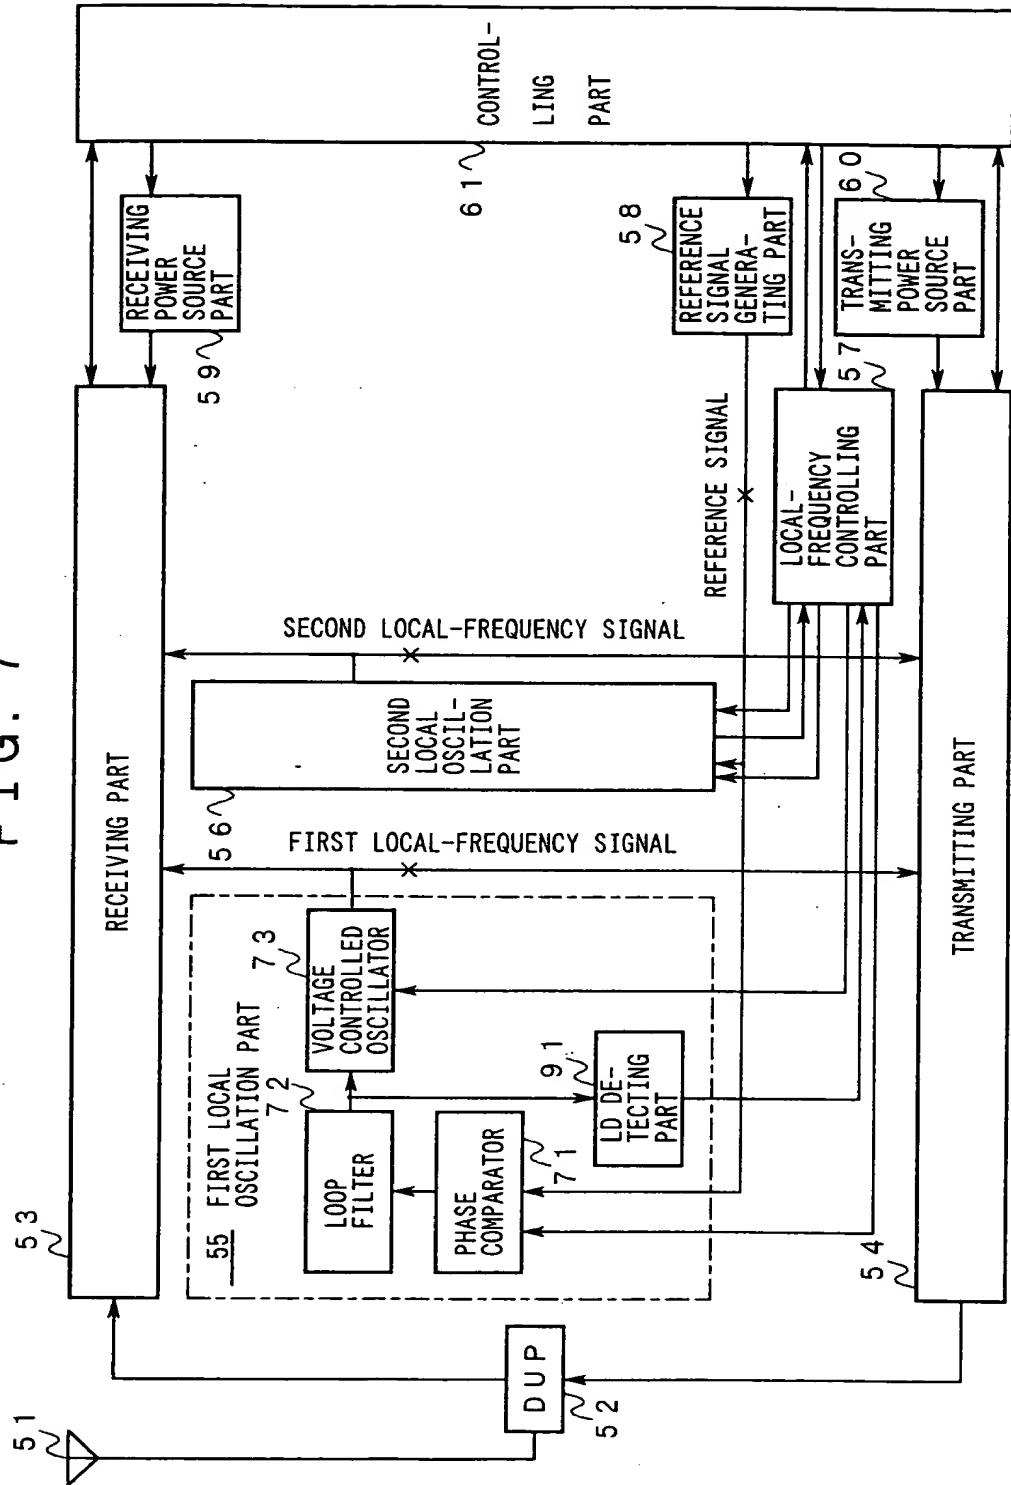 FIG. 7
51
52
DUP
53
RECEIVING PART
54
TRANSMITTING PART
55 FIRST LOCAL
OSCILLATION PART
72
LOOP
FILTER
73
VOLTAGE
CONTROLLED
OSCILLATOR
PHASE
COMPARATOR
71
91
LD DE-
TECTING
PART
FIRST LOCAL-FREQUENCY SIGNAL
56
SECOND
LOCAL
OSCIL-
LATION
PART
SECOND LOCAL-FREQUENCY SIGNAL
REFERENCE SIGNAL
57
LOCAL-
FREQUENCY
CONTROLLING
PART
58
REFERENCE
SIGNAL
GENERA-
TING PART
59
RECEIVING
POWER
SOURCE
PART
60
TRANS-
MITTING
POWER
SOURCE
PART
61
CONTROL-
LING
PART